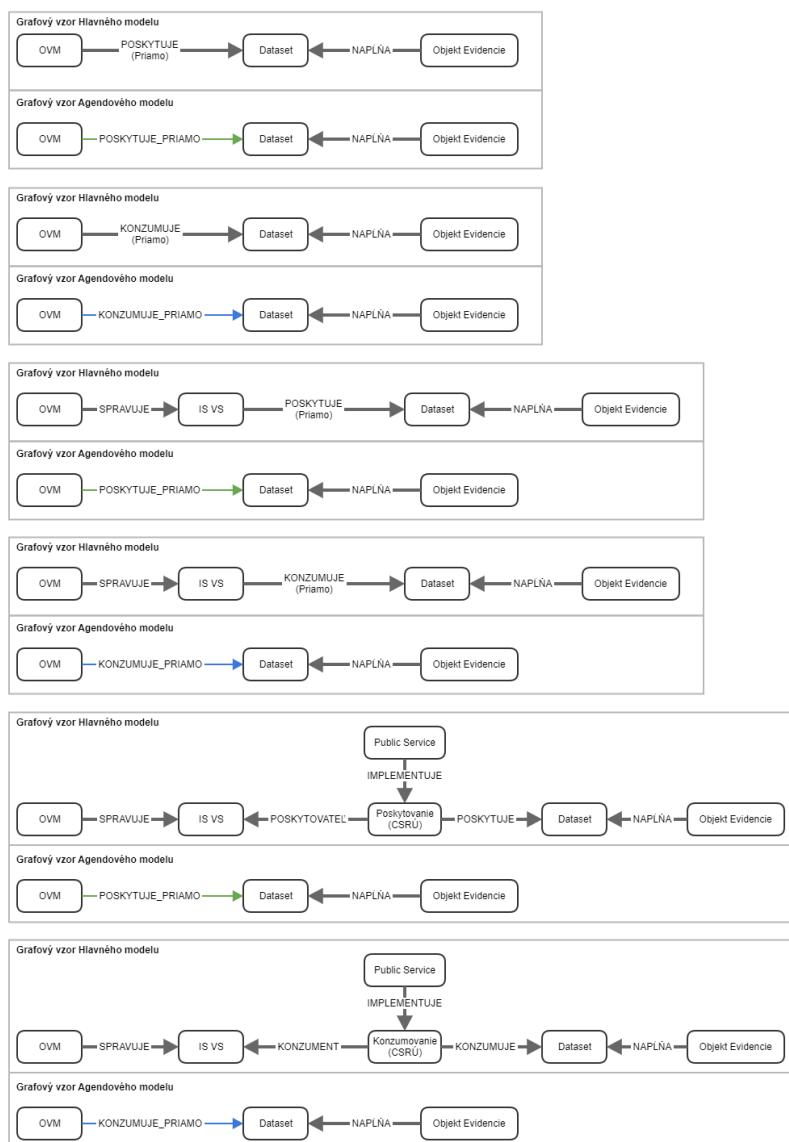 Grafový vzor Hlavného modelu
OVM POSKYTUJE Dataset NAPĹŇA Objekt Evidencie
(Priamo)
Grafový vzor Agendového modelu
OVM POSKYTUJE_PRIAMO Dataset NAPĹŇA Objekt Evidencie
Grafový vzor Hlavného modelu
OVM KONZUMUJE Dataset NAPĹŇA Objekt Evidencie
(Priamo)
Grafový vzor Agendového modelu
OVM KONZUMUJE_PRIAMO Dataset NAPĹŇA Objekt Evidencie
Grafový vzor Hlavného modelu
OVM SPRAVUJE IS VS POSKYTUJE Dataset NAPĹŇA Objekt Evidencie
(Priamo)
Grafový vzor Agendového modelu
OVM POSKYTUJE_PRIAMO Dataset NAPĹŇA Objekt Evidencie
Grafový vzor Hlavného modelu
OVM SPRAVUJE IS VS KONZUMUJE Dataset NAPĹŇA Objekt Evidencie
(Priamo)
Grafový vzor Agendového modelu
OVM KONZUMUJE_PRIAMO Dataset NAPĹŇA Objekt Evidencie
Grafový vzor Hlavného modelu
Public Service
IMPLEMENTUJE
OVM SPRAVUJE IS VS POSKYTOVATEĽ Poskytovanie POSKYTUJE Dataset NAPĹŇA Objekt Evidencie
(CSRÚ)
Grafový vzor Agendového modelu
OVM POSKYTUJE_PRIAMO Dataset NAPĹŇA Objekt Evidencie
Grafový vzor Hlavného modelu
Public Service
IMPLEMENTUJE
OVM SPRAVUJE IS VS KONZUMENT Konzumovanie KONZUMUJE Dataset NAPĹŇA Objekt Evidencie
(CSRÚ)
Grafový vzor Agendového modelu
OVM KONZUMUJE_PRIAMO Dataset NAPĹŇA Objekt Evidencie